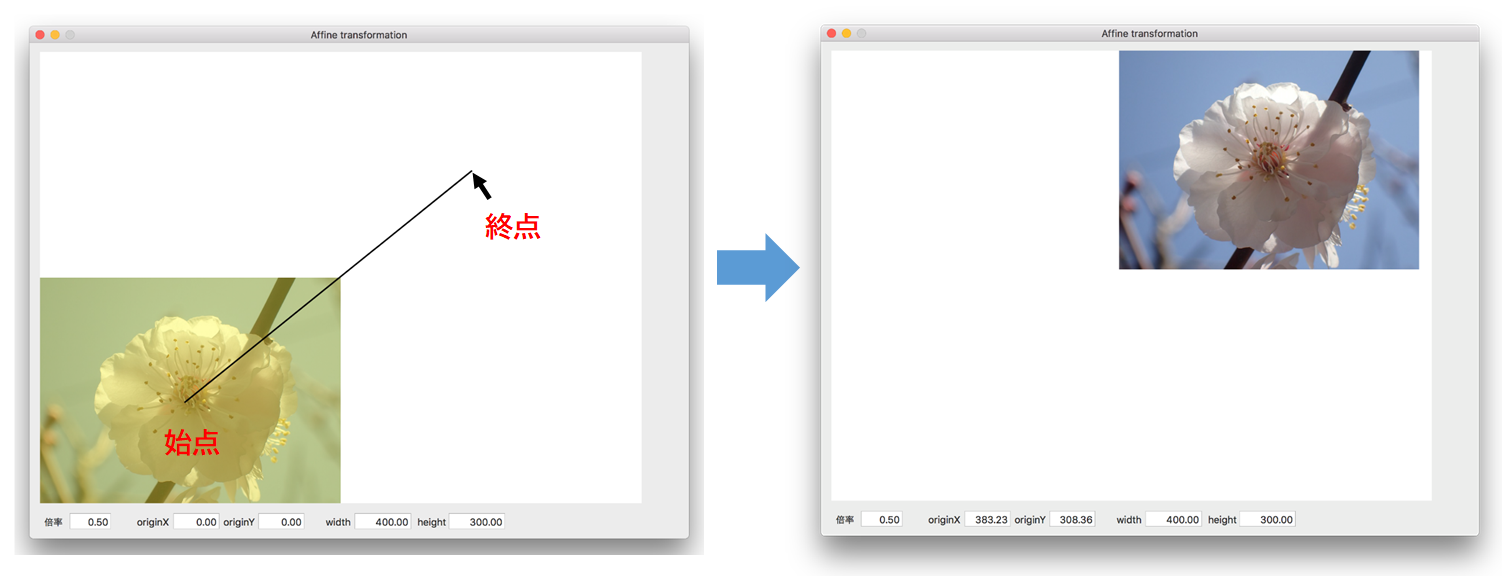 Affine transformation
終点
始点
倍率 0.50 originX 0.00 originY 0.00 width 400.00 height 300.00
Affine transformation
倍率 0.50 originX 383.23 originY 308.36 width 400.00 height 300.00